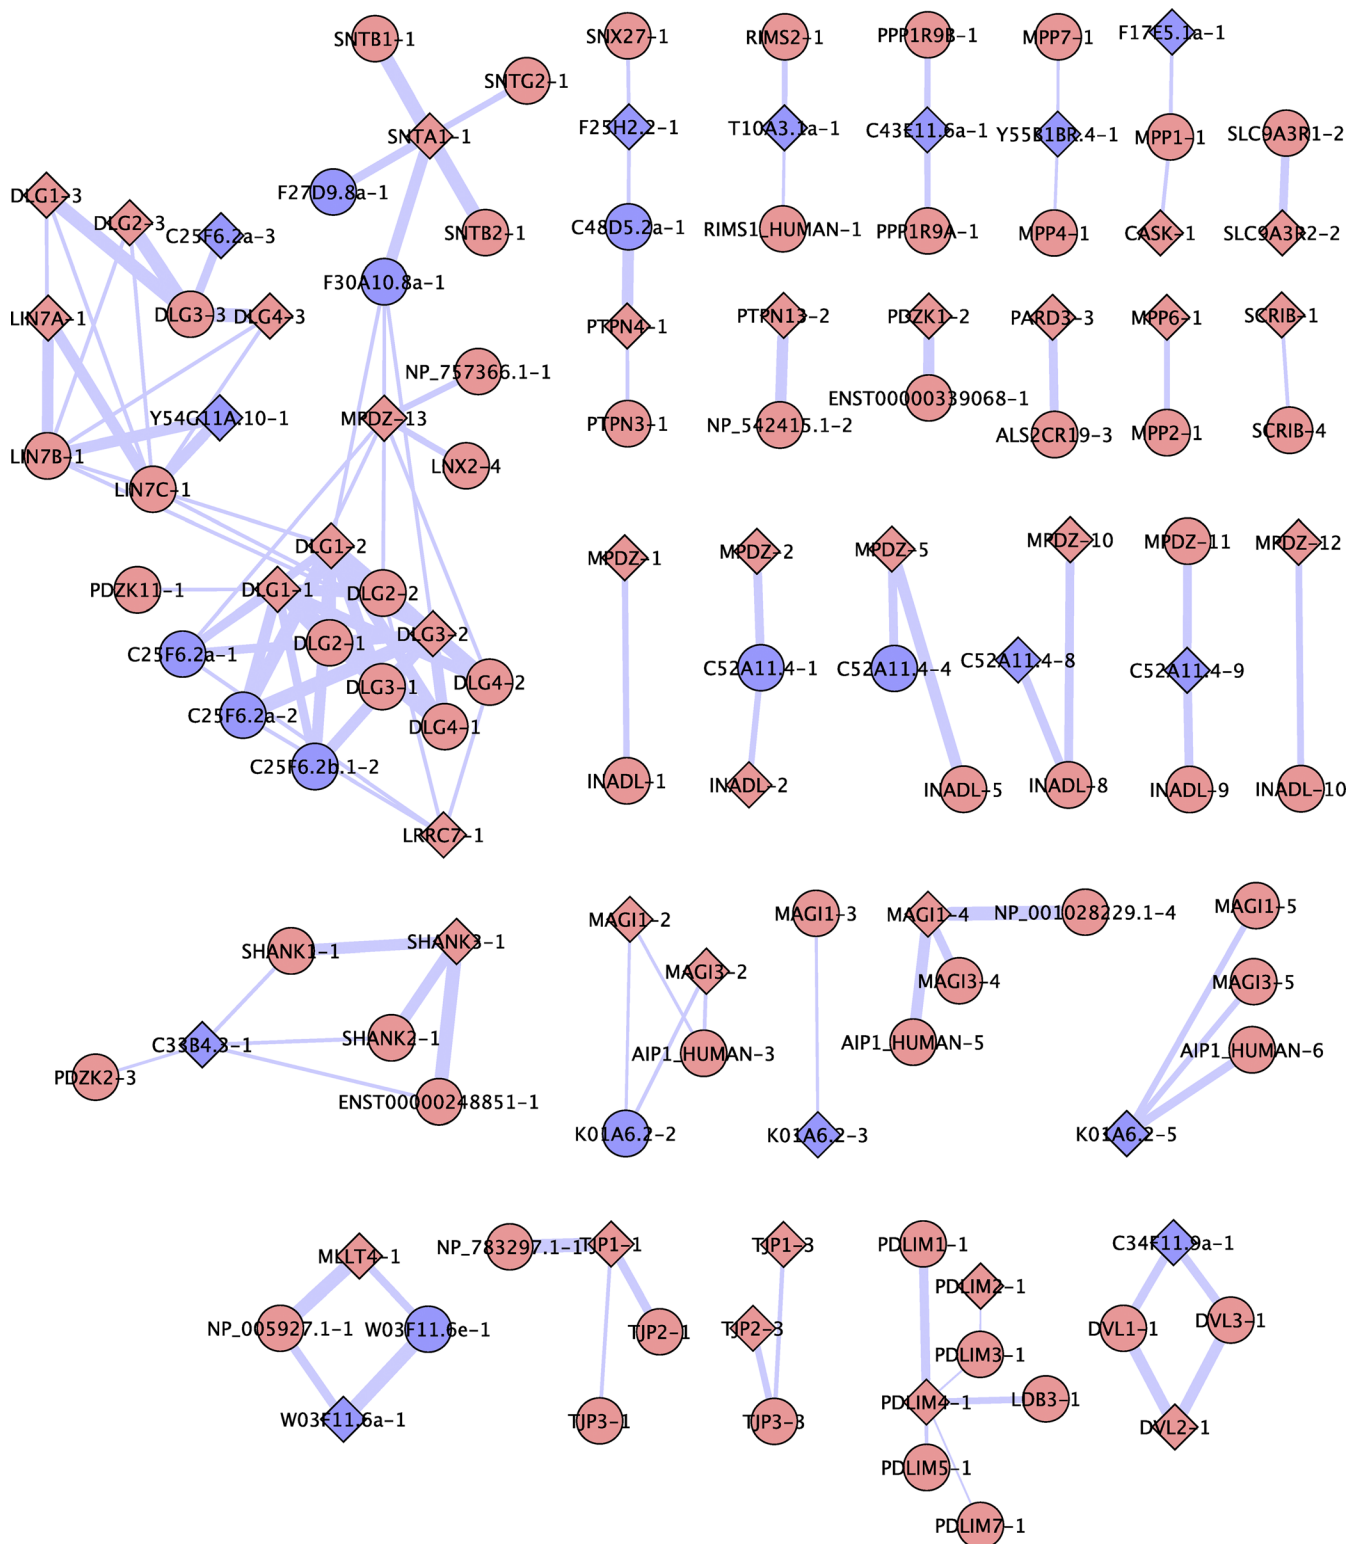 SNTB1-1
SNTG2-1
SNTA1-1
F27D9.8a-1
SNTB2-1
F30A10.8a-1
DLG1-3
DLG2-3
C25F6.2a-3
LIN7A-1
DLG3-3
DLG4-3
NP_757366.1-1
Y54G11A.10-1
MPDZ-13
LIN7B-1
LNX2-4
LIN7C-1
DLG1-2
PDZK11-1
DLG1-1
DLG2-2
DLG2-1
DLG3-2
C25F6.2a-1
DLG3-1
DLG4-2
C25F6.2a-2
DLG4-1
C25F6.2b.1-2
LRRC7-1
SNX27-1
RIMS2-1
PPP1R9B-1
MPP7-1
F17E5.1a-1
F25H2.2-1
T10A3.1a-1
C43E11.6a-1
Y55B1BR.4-1
MPP1-1
SLC9A3R1-2
C48D5.2a-1
RIMS1_HUMAN-1
PPP1R9A-1
MPP4-1
CASK-1
SLC9A3R2-2
PTPN4-1
PTPN13-2
PDZK1-2
PARD3-3
MPP6-1
SCRIB-1
PTPN3-1
NP_542415.1-2
ENST00000339068-1
ALS2CR19-3
MPP2-1
SCRIB-4
MPDZ-1
MPDZ-2
MPDZ-5
MPDZ-10
MPDZ-11
MPDZ-12
C52A11.4-1
C52A11.4-4
C52A11.4-8
C52A11.4-9
INADL-1
INADL-2
INADL-5
INADL-8
INADL-9
INADL-10
SHANK1-1
SHANK3-1
C33B4.3-1
SHANK2-1
PDZK2-3
ENST00000248851-1
MAGI1-2
MAGI3-2
AIP1_HUMAN-3
K01A6.2-2
MAGI1-3
K01A6.2-3
MAGI1-4
NP_001028229.1-4
MAGI3-4
AIP1_HUMAN-5
MAGI1-5
MAGI3-5
AIP1_HUMAN-6
K01A6.2-5
MLLT4-1
NP_005927.1-1
W03F11.6e-1
W03F11.6a-1
NP_783297.1-1
TJP1-1
TJP2-1
TJP3-1
TJP1-3
TJP2-3
TJP3-3
PDLIM1-1
PDLIM2-1
PDLIM3-1
PDLIM4-1
LDB3-1
PDLIM5-1
PDLIM7-1
C34F11.9a-1
DVL1-1
DVL3-1
DVL2-1